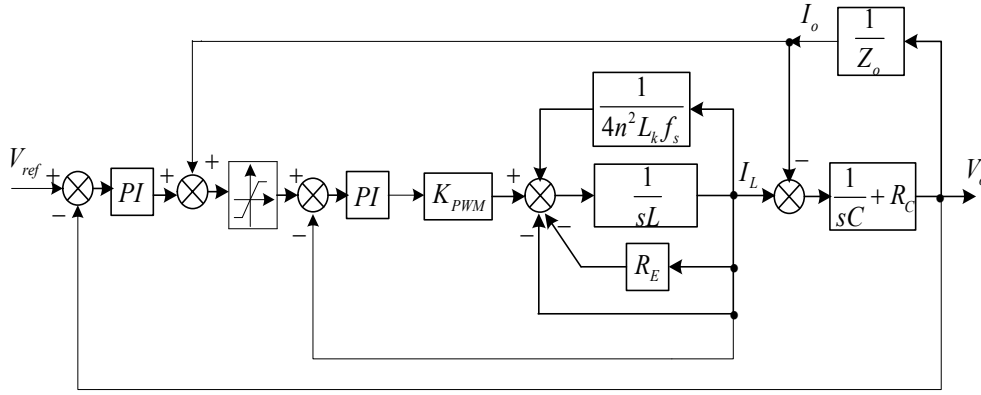 I_o
1
Z_o
1
4n^2 L_k f_s
V_ref + − PI + + + − PI K_PWM + − −
1
sL
I_L −
1
sC + R_C
V_o
R_E